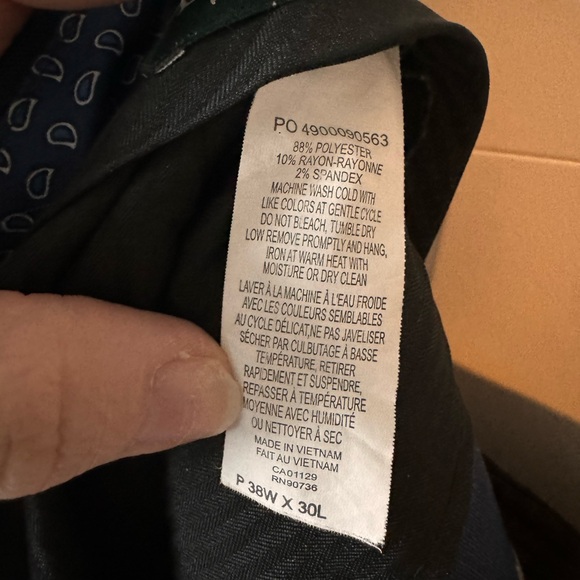 PO 4900090563
88% POLYESTER
10% RAYON-RAYONNE
2% SPANDEX
MACHINE WASH COLD WITH
LIKE COLORS AT GENTLE CYCLE
DO NOT BLEACH, TUMBLE DRY
LOW REMOVE PROMPTLY AND HANG,
IRON AT WARM HEAT WITH
MOISTURE OR DRY CLEAN
LAVER À LA MACHINE À L'EAU FROIDE
AVEC LES COULEURS SEMBLABLES
AU CYCLE DÉLICAT,NE PAS JAVELISER
SÉCHER PAR CULBUTAGE À BASSE
TEMPÉRATURE, RETIRER
RAPIDEMENT ET SUSPENDRE,
REPASSER À TEMPÉRATURE
MOYENNE AVEC HUMIDITÉ
OU NETTOYER À SEC
MADE IN VIETNAM
FAIT AU VIETNAM
CA01129
RN90736
P 38W X 30L